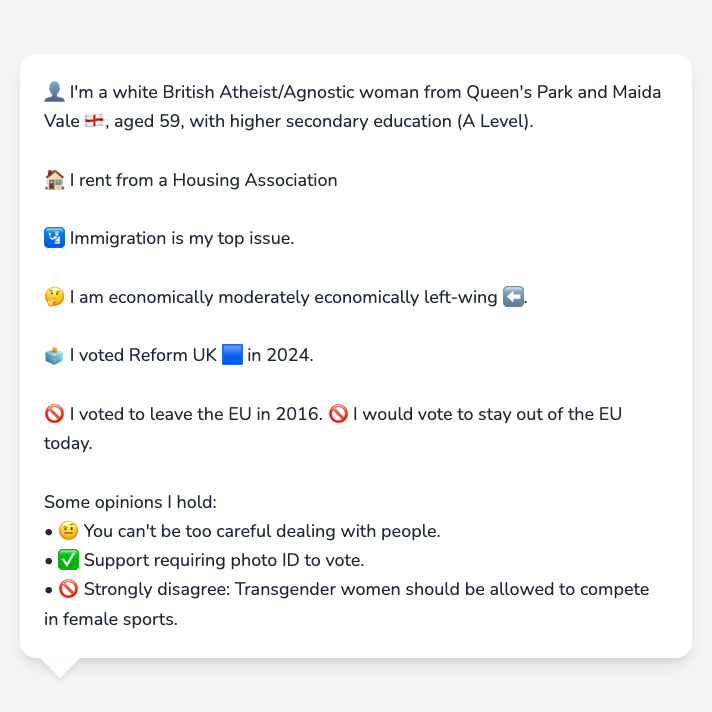 👤 I'm a white British Atheist/Agnostic woman from Queen's Park and Maida
Vale 🏴󠁧󠁢󠁥󠁮󠁧󠁿, aged 59, with higher secondary education (A Level).
🏠 I rent from a Housing Association
🛂 Immigration is my top issue.
🤔 I am economically moderately economically left-wing ⬅️.
🗳️ I voted Reform UK 🟦 in 2024.
🚫 I voted to leave the EU in 2016. 🚫 I would vote to stay out of the EU
today.
Some opinions I hold:
• 🤨 You can't be too careful dealing with people.
• ✅ Support requiring photo ID to vote.
• 🚫 Strongly disagree: Transgender women should be allowed to compete
in female sports.